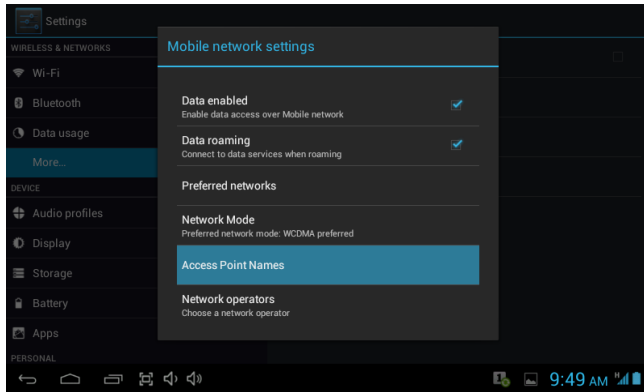 Settings
WIRELESS & NETWORKS
Wi-Fi
Bluetooth
Data usage
More...
DEVICE
Audio profiles
Display
Storage
Battery
Apps
PERSONAL
Mobile network settings
Data enabled
Enable data access over Mobile network
Data roaming
Connect to data services when roaming
Preferred networks
Network Mode
Preferred network mode: WCDMA preferred
Access Point Names
Network operators
Choose a network operator
9:49 AM
H